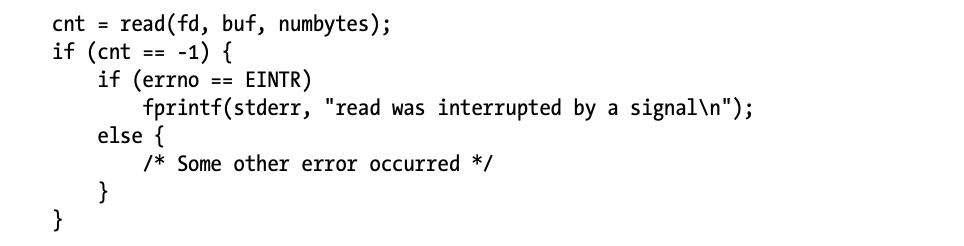 cnt = read(fd, buf, numbytes);
if (cnt == -1) {
    if (errno == EINTR)
        fprintf(stderr, "read was interrupted by a signal\n");
    else {
        /* Some other error occurred */
    }
}